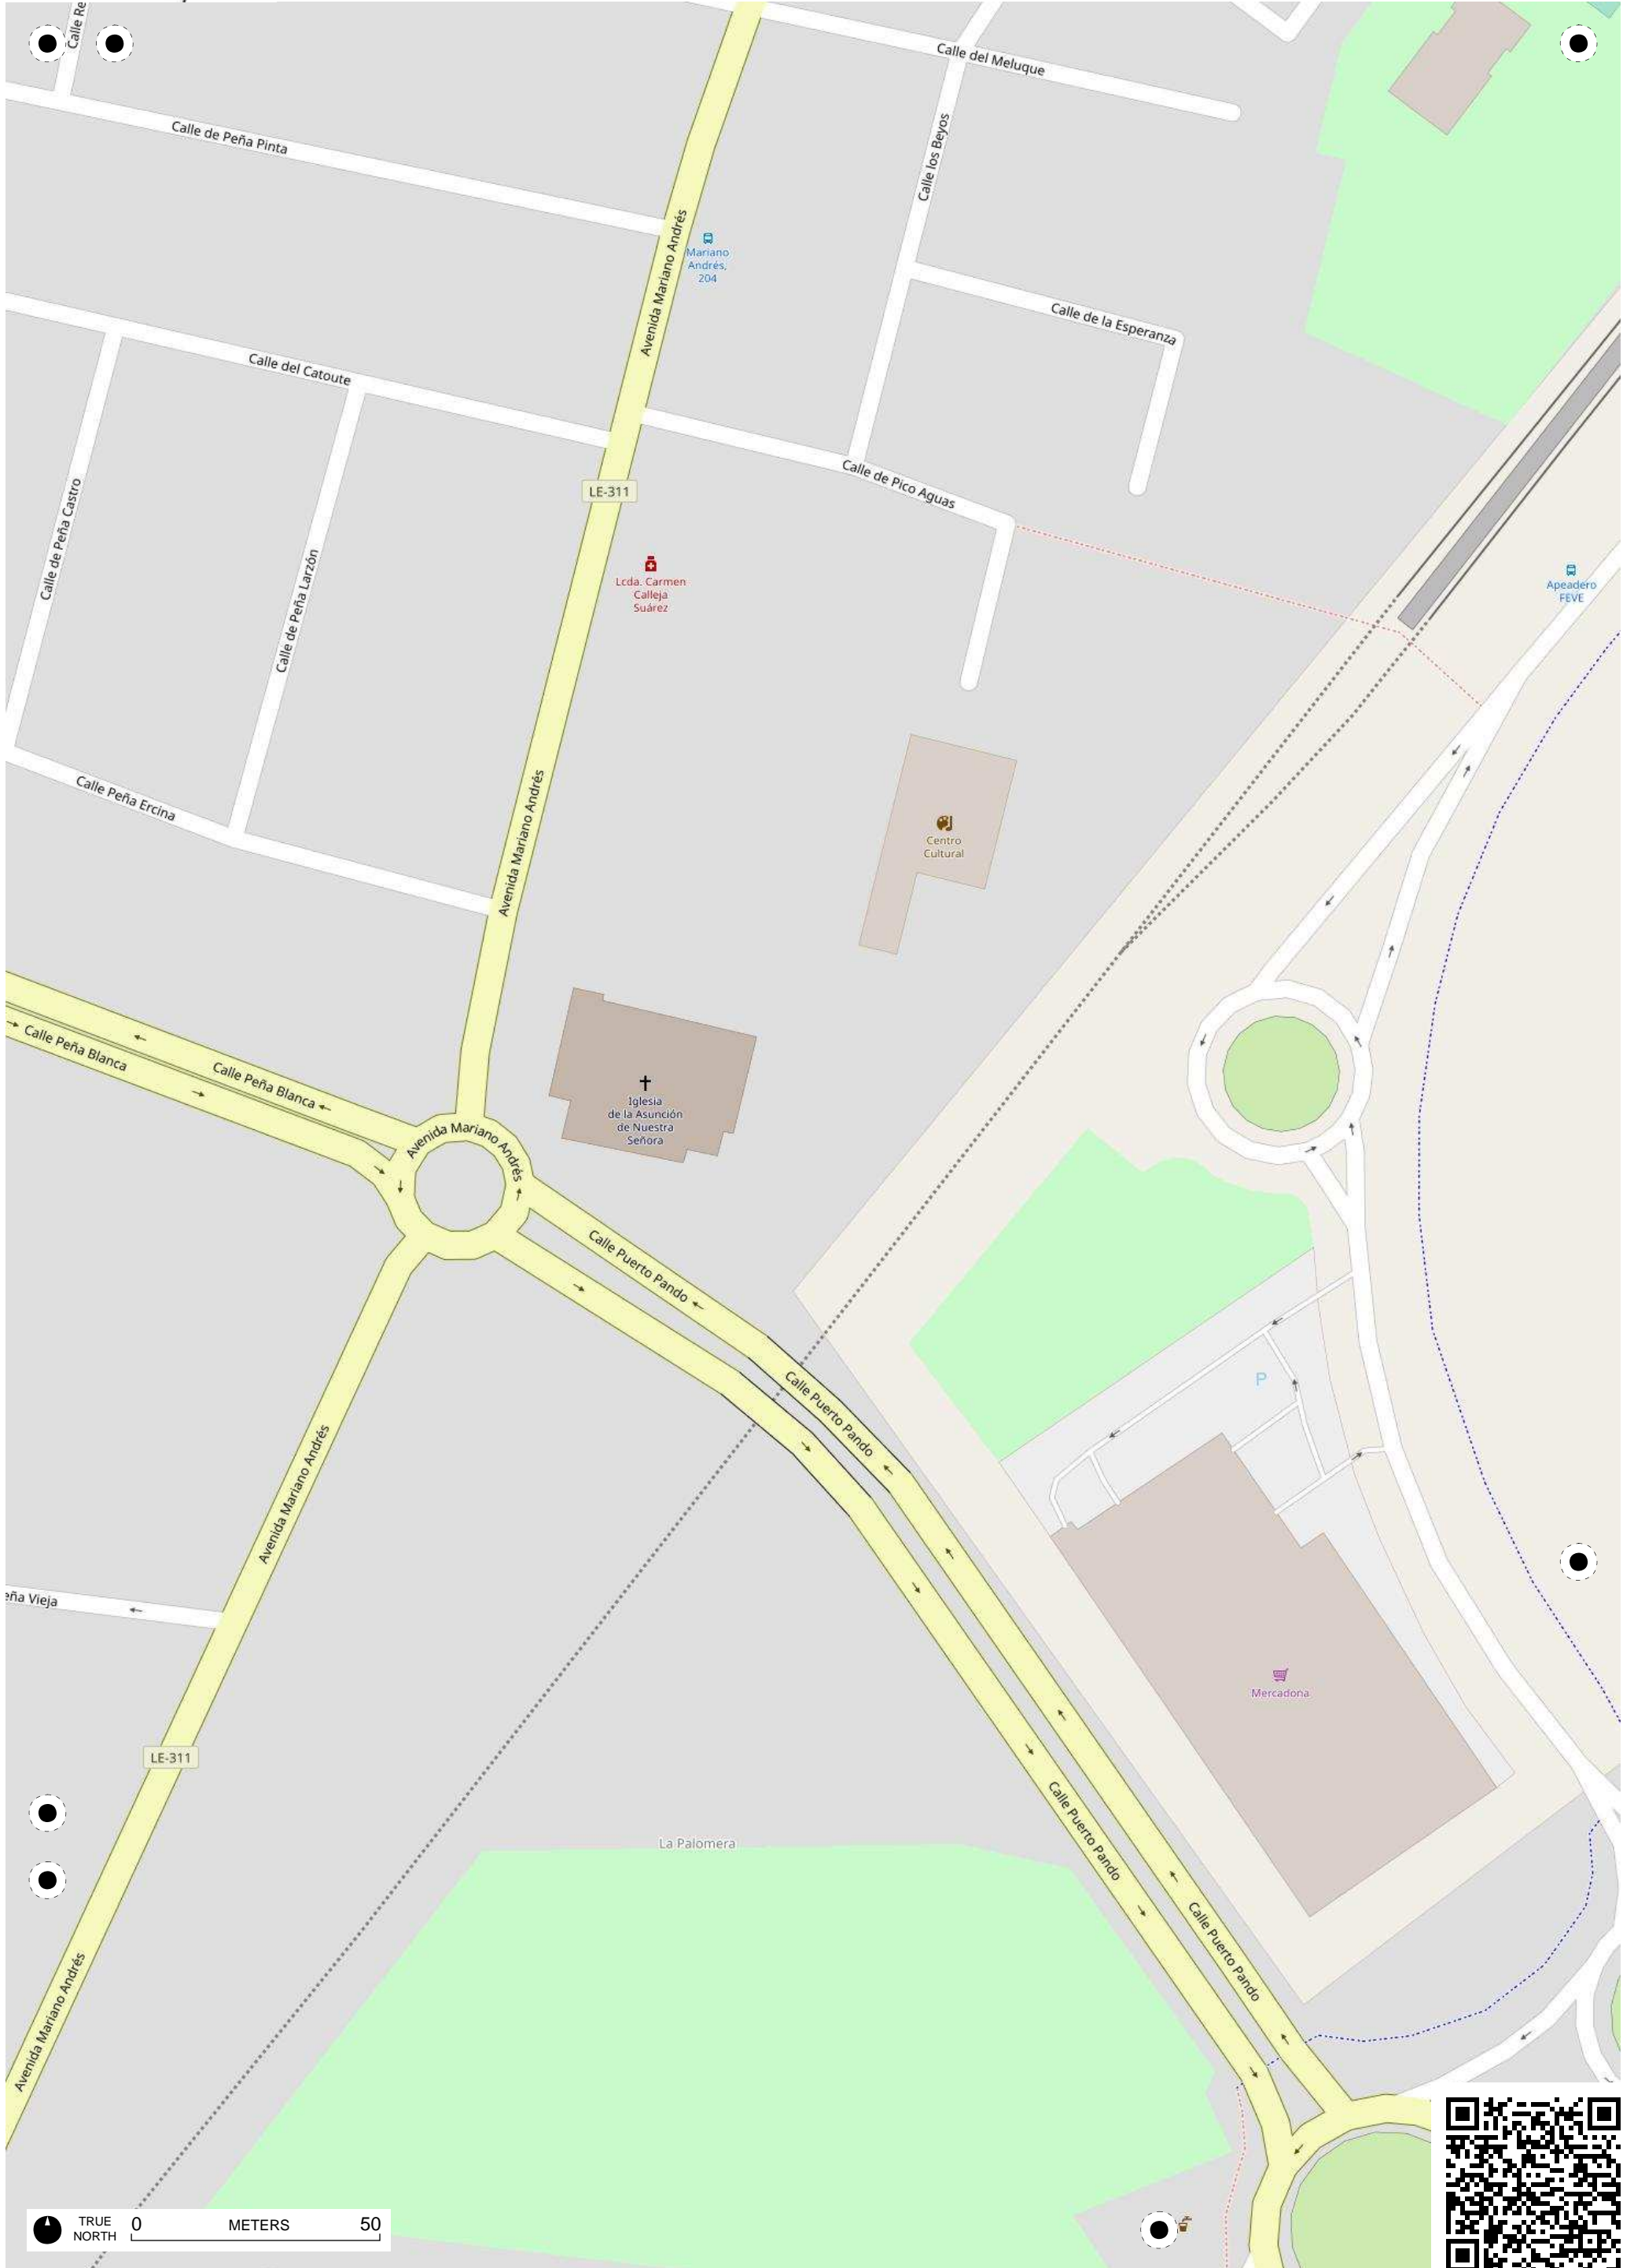 Calle Re
Calle del Meluque
Calle de Peña Pinta
Calle los Beyos
Avenida Mariano Andrés
Mariano
Andrés,
204
Calle de la Esperanza
Calle del Catoute
Calle de Pico Aguas
LE-311
Calle de Peña Castro
Calle de Peña Larzón
Lcda. Carmen
Calleja
Suárez
Apeadero
FEVE
Calle Peña Ercina
Avenida Mariano Andrés
Centro
Cultural
Calle Peña Blanca
Calle Peña Blanca
Iglesia
de la Asunción
de Nuestra
Señora
Avenida Mariano Andrés
Calle Puerto Pando
Calle Puerto Pando
P
Avenida Mariano Andrés
eña Vieja
Mercadona
LE-311
Calle Puerto Pando
La Palomera
Calle Puerto Pando
Avenida Mariano Andrés
TRUE
NORTH
0 METERS 50